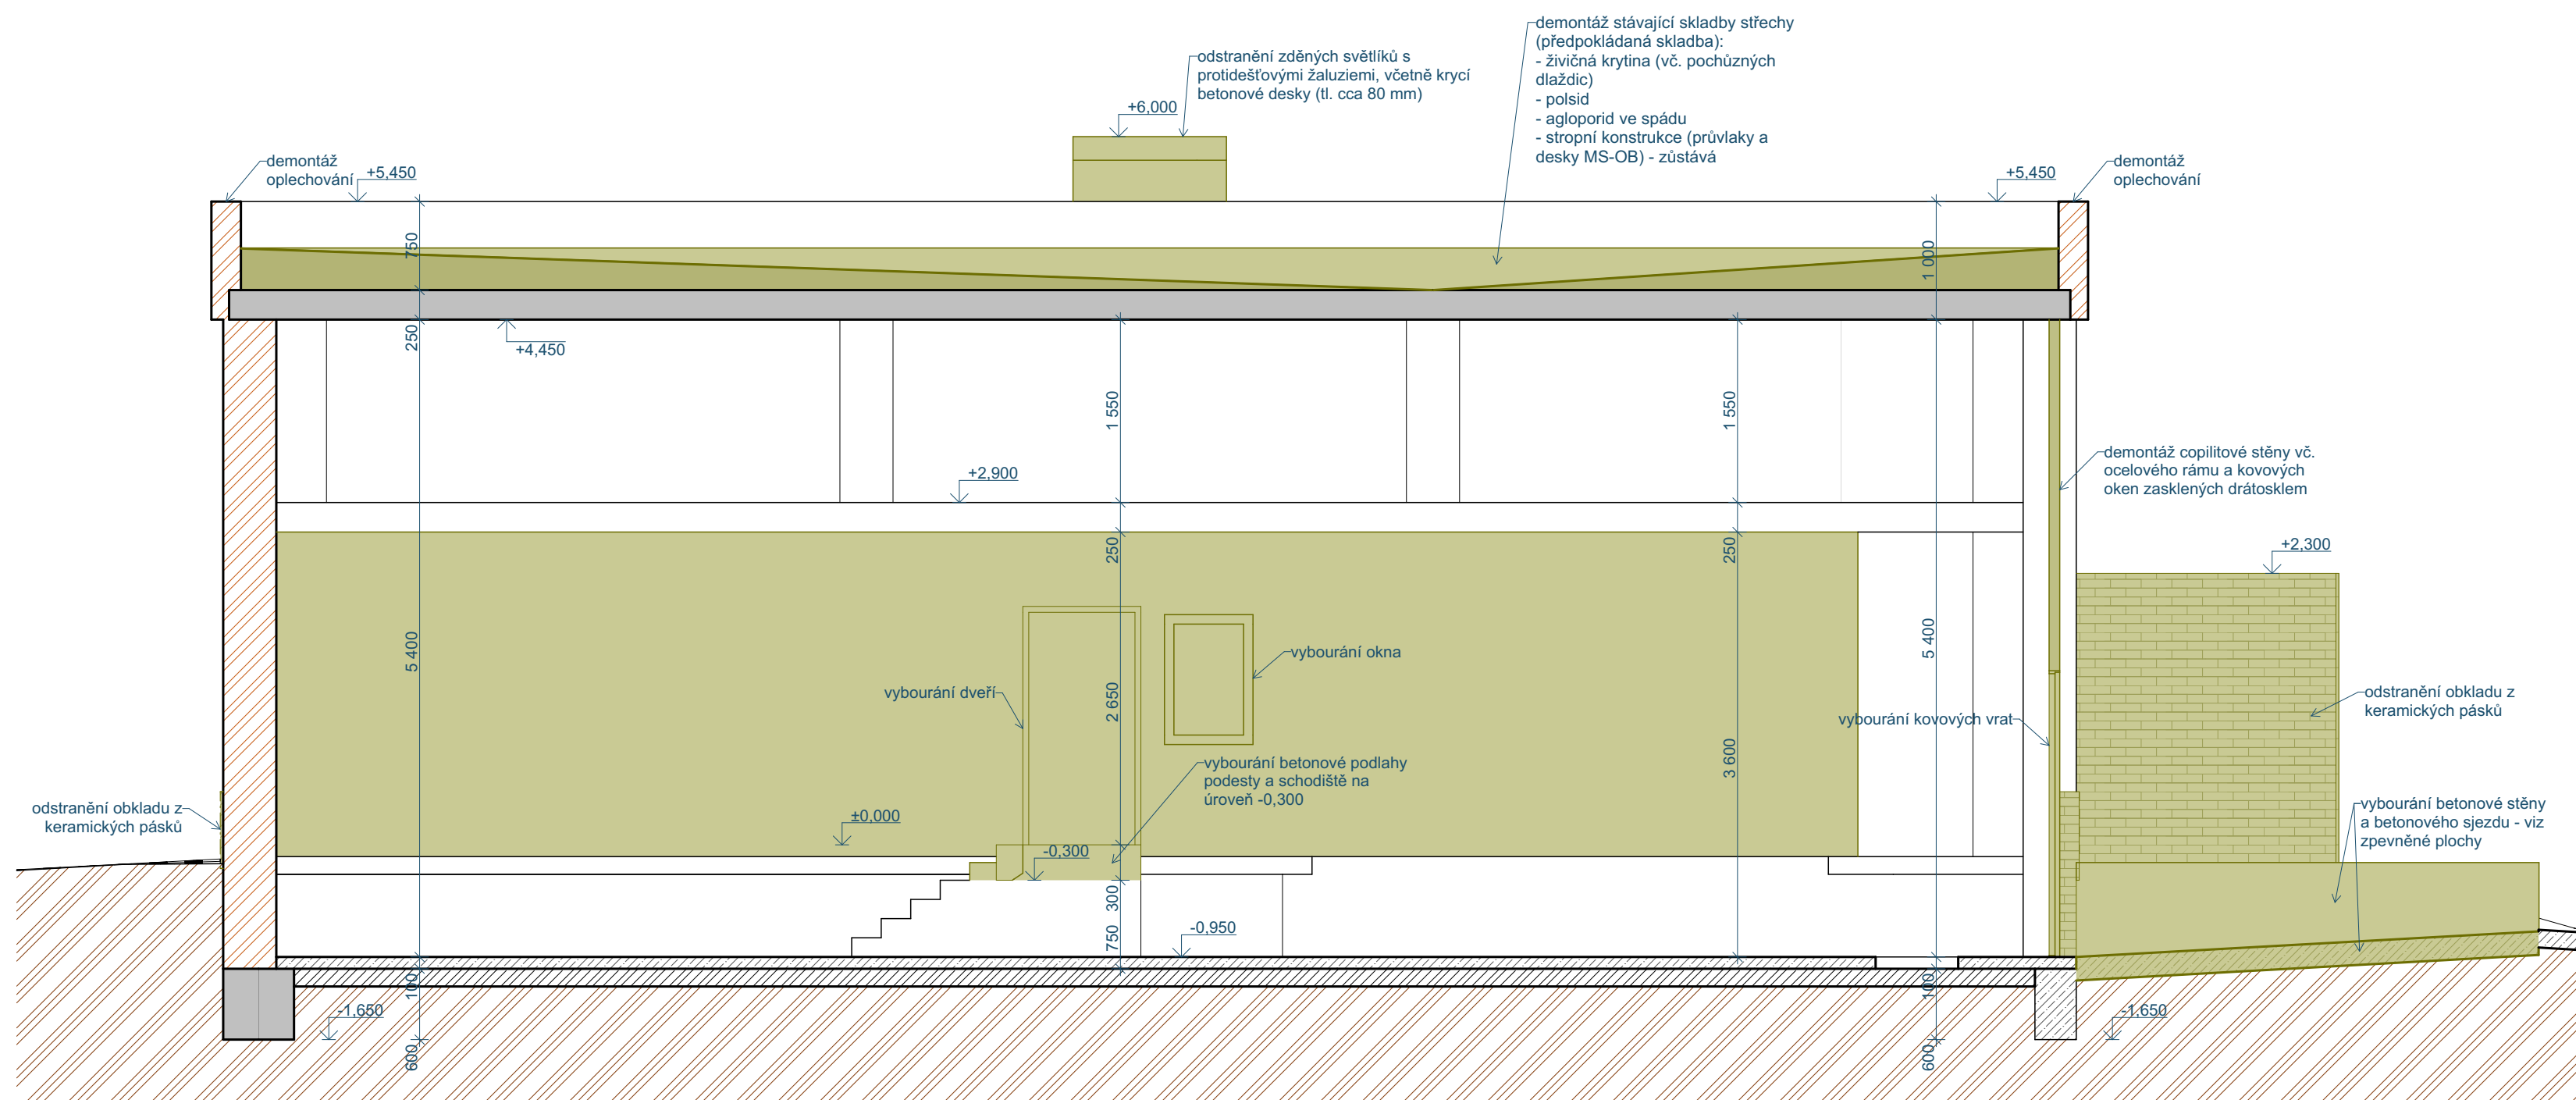 demontáž stávající skladby střechy
(předpokládaná skladba):
- živičná krytina (vč. pochůzných
dlaždic)
- polsid
- agloporid ve spádu
- stropní konstrukce (průvlaky a
desky MS-OB) - zůstává
odstranění zděných světlíků s
protidešťovými žaluziemi, včetně krycí
betonové desky (tl. cca 80 mm)
+6,000
demontáž
oplechování
+5,450
+5,450
demontáž
oplechování
750
1 000
250
+4,450
1 550
1 550
+2,900
demontáž copilitové stěny vč.
ocelového rámu a kovových
oken zasklených drátosklem
250
250
+2,300
5 400
5 400
vybourání okna
vybourání dveří
2 650
vybourání kovových vrat
odstranění obkladu z
keramických pásků
3 600
vybourání betonové podlahy
podesty a schodiště na
úroveň -0,300
odstranění obkladu z
keramických pásků
±0,000
vybourání betonové stěny
a betonového sjezdu - viz
zpevněné plochy
-0,300
300
750
-0,950
100
100
-1,650
-1,650
600
600